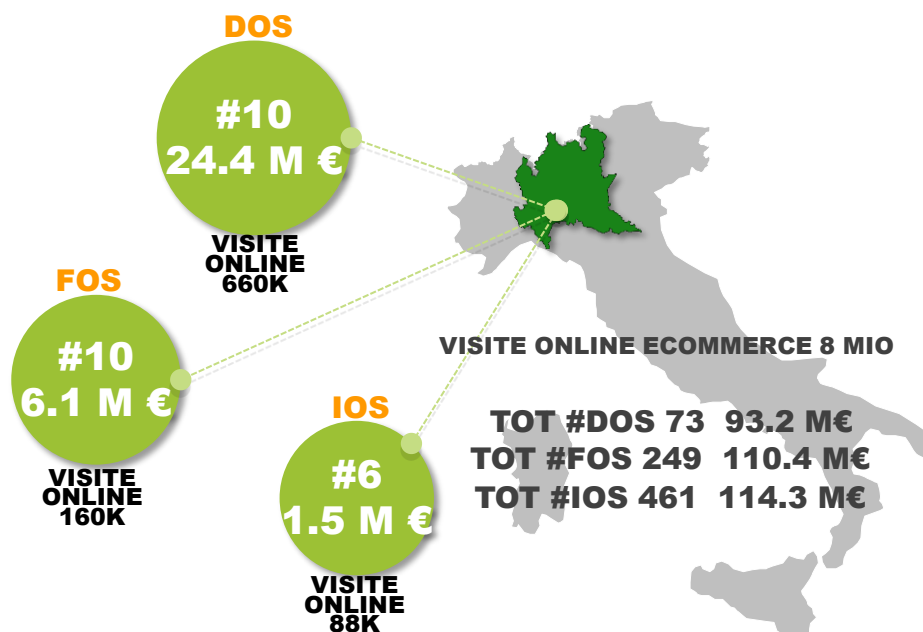 DOS
#10
24.4 M €
VISITE
ONLINE
660K
FOS
#10
6.1 M €
VISITE
ONLINE
160K
IOS
#6
1.5 M €
VISITE
ONLINE
88K
VISITE ONLINE ECOMMERCE 8 MIO
TOT #DOS 73 93.2 M€
TOT #FOS 249 110.4 M€
TOT #IOS 461 114.3 M€